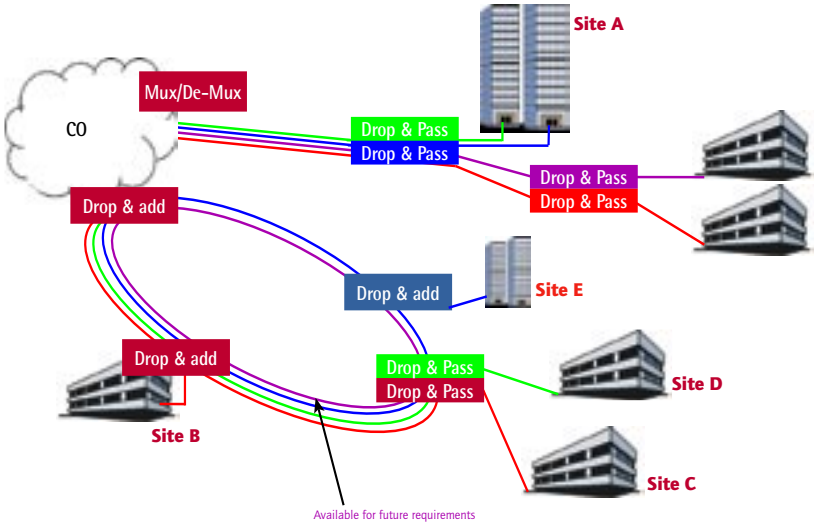 Site A
Mux/De-Mux
CO
Drop & Pass
Drop & Pass
Drop & Pass
Drop & Pass
Drop & add
Drop & add
Site E
Drop & add
Drop & Pass
Drop & Pass
Site D
Site B
Site C
Available for future requirements